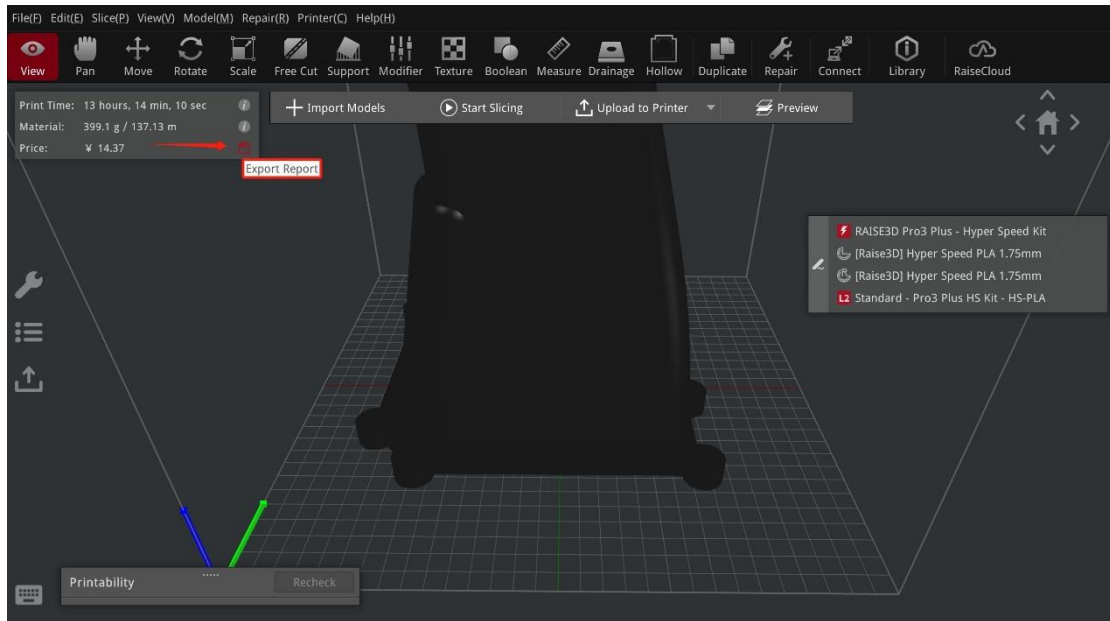 File(F) Edit(E) Slice(P) View(V) Model(M) Repair(R) Printer(C) Help(H)
View Pan Move Rotate Scale Free Cut Support Modifier Texture Boolean Measure Drainage Hollow Duplicate Repair Connect Library RaiseCloud
Print Time: 13 hours, 14 min, 10 sec
Material: 399.1 g / 137.13 m
Price: ¥ 14.37
Export Report
Import Models Start Slicing Upload to Printer Preview
RAISE3D Pro3 Plus - Hyper Speed Kit
[Raise3D] Hyper Speed PLA 1.75mm
[Raise3D] Hyper Speed PLA 1.75mm
L2 Standard - Pro3 Plus HS Kit - HS-PLA
Printability Recheck